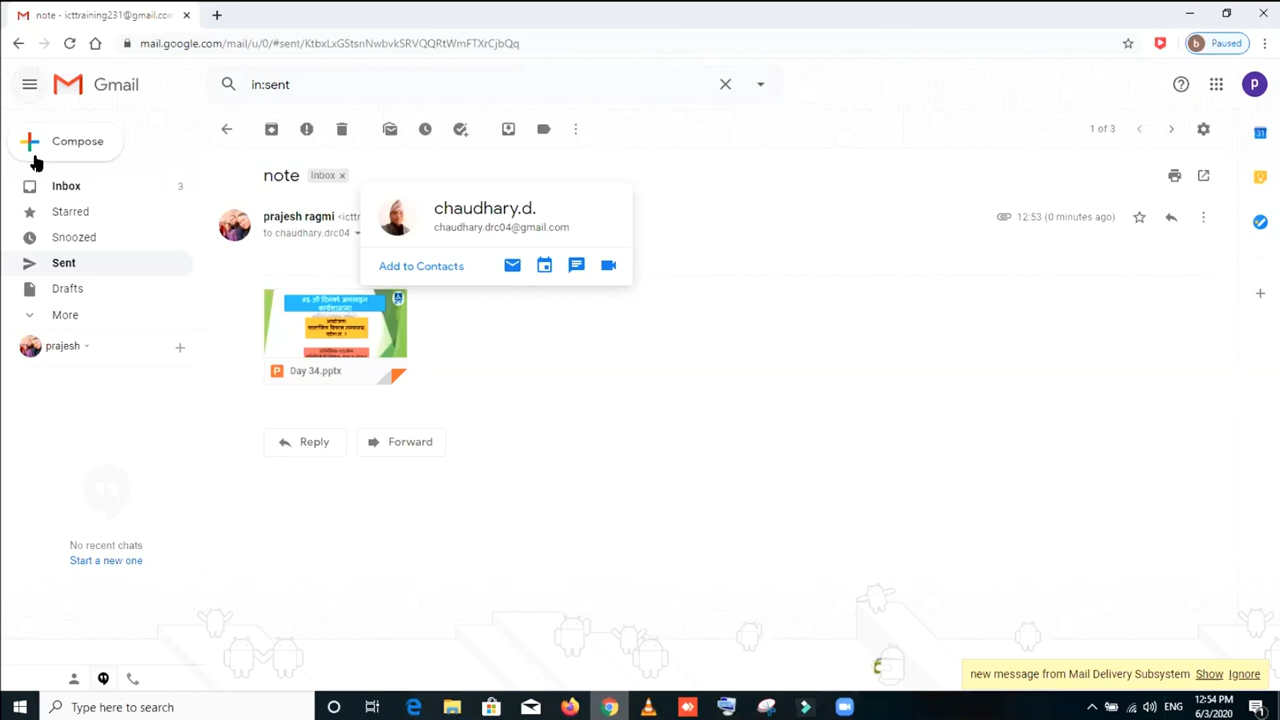 note - icttraining231@gmail.com
mail.google.com/mail/u/0/#sent/KtbxLxGStsnNwbvkSRVQQRtWmFTXrCjbQq
b
Paused
Gmail
in:sent
P
Compose
1 of 3
31
Inbox 3
Starred
Snoozed
Sent
Drafts
More
prajesh
note
Inbox x
prajesh ragmi <ictt
to chaudhary.drc04
12:53 (0 minutes ago)
chaudhary.d.
chaudhary.drc04@gmail.com
Add to Contacts
P Day 34.pptx
Reply
Forward
No recent chats
Start a new one
new message from Mail Delivery Subsystem Show Ignore
Type here to search
ENG
12:54 PM
6/3/2020